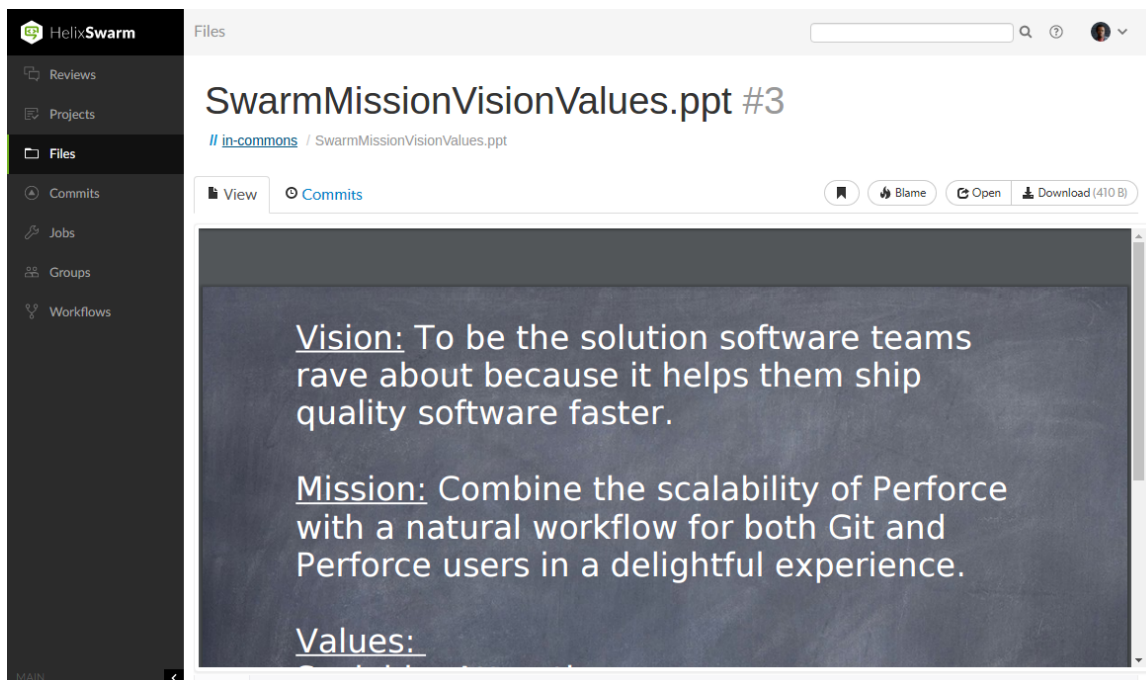 HelixSwarm
Files
Reviews
Projects
Files
Commits
Jobs
Groups
Workflows
MAIN
SwarmMissionVisionValues.ppt #3
// in-commons / SwarmMissionVisionValues.ppt
View
Commits
Blame
Open
Download (410 B)
Vision: To be the solution software teams
rave about because it helps them ship
quality software faster.
Mission: Combine the scalability of Perforce
with a natural workflow for both Git and
Perforce users in a delightful experience.
Values: